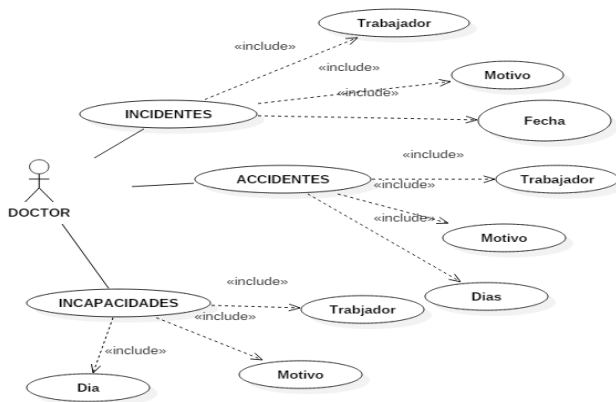 Trabajador
«include»
«include»
Motivo
«include»
INCIDENTES
Fecha
«include»
ACCIDENTES
Trabajador
«include»
DOCTOR
«include»
Motivo
«include»
Dias
INCAPACIDADES
Trabjador
«include»
«include»
Motivo
Dia